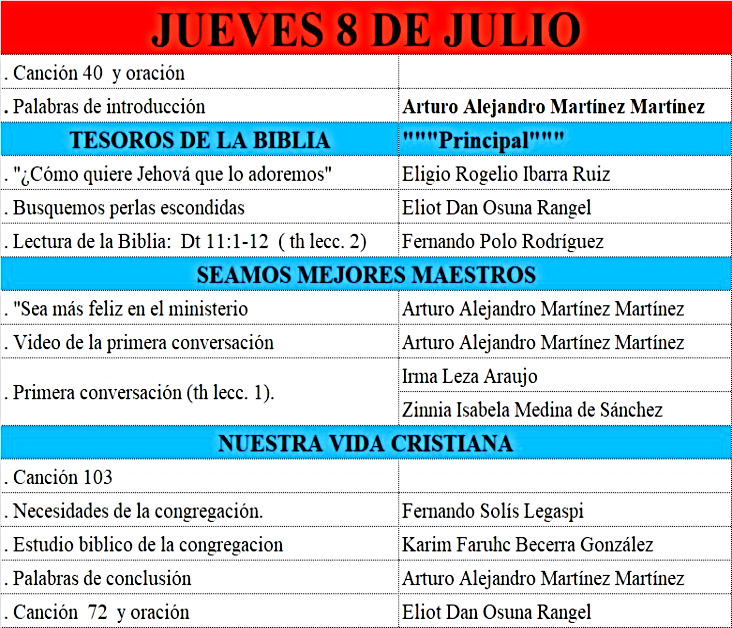 JUEVES 8 DE JULIO
. Canción 40 y oración
. Palabras de introducción Arturo Alejandro Martínez Martínez
TESOROS DE LA BIBLIA """Principal"""
. "¿Cómo quiere Jehová que lo adoremos" Eligio Rogelio Ibarra Ruiz
. Busquemos perlas escondidas Eliot Dan Osuna Rangel
. Lectura de la Biblia: Dt 11:1-12 ( th lecc. 2) Fernando Polo Rodríguez
SEAMOS MEJORES MAESTROS
. "Sea más feliz en el ministerio Arturo Alejandro Martínez Martínez
. Video de la primera conversación Arturo Alejandro Martínez Martínez
. Primera conversación (th lecc. 1). Irma Leza Araujo
Zinnia Isabela Medina de Sánchez
NUESTRA VIDA CRISTIANA
. Canción 103
. Necesidades de la congregación. Fernando Solís Legaspi
. Estudio biblico de la congregacion Karim Faruhc Becerra González
. Palabras de conclusión Arturo Alejandro Martínez Martínez
. Canción 72 y oración Eliot Dan Osuna Rangel